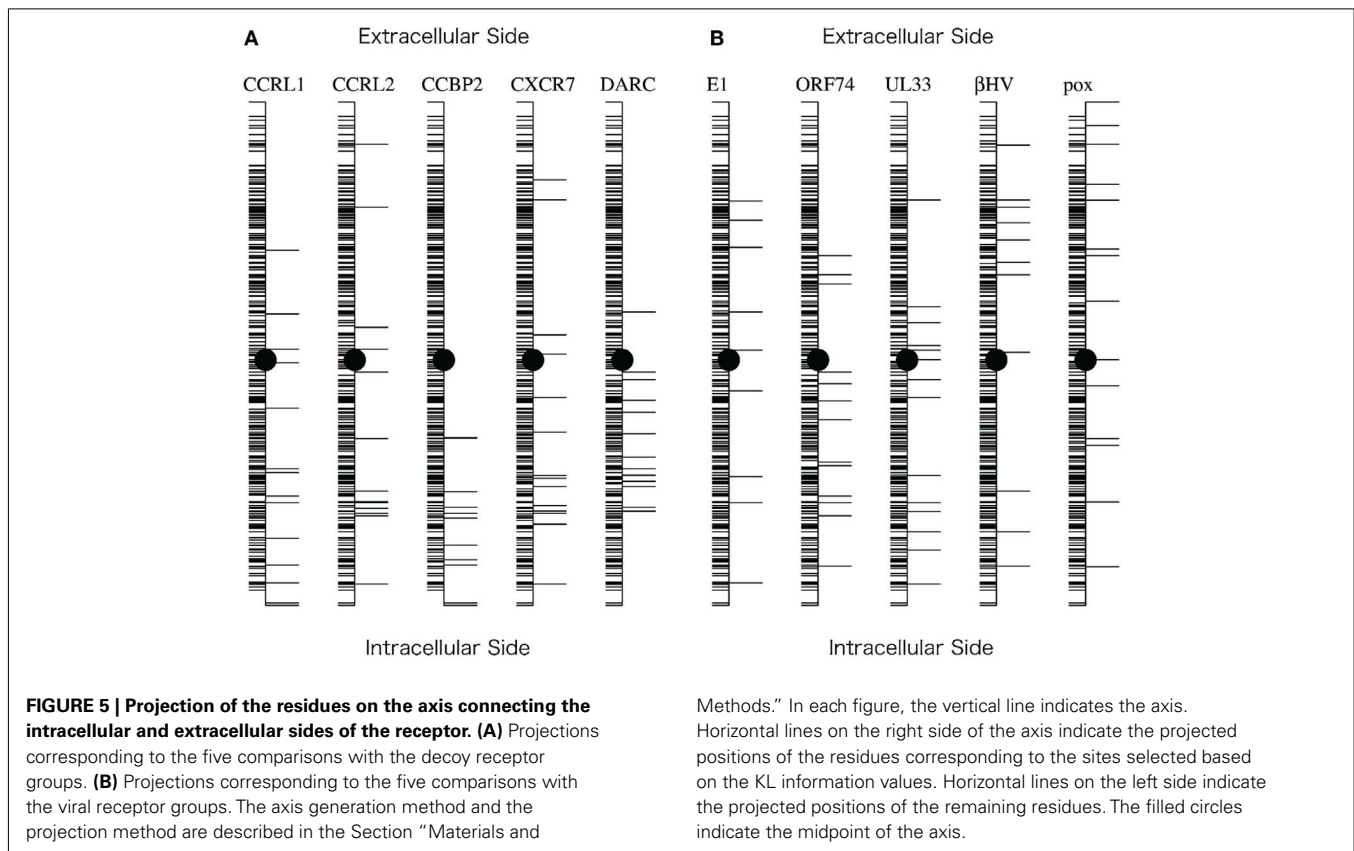 A Extracellular Side
CCRL1 CCRL2 CCBP2 CXCR7 DARC
Intracellular Side
B Extracellular Side
E1 ORF74 UL33 βHV pox
Intracellular Side
FIGURE 5 | Projection of the residues on the axis connecting the
intracellular and extracellular sides of the receptor. (A) Projections
corresponding to the five comparisons with the decoy receptor
groups. (B) Projections corresponding to the five comparisons with
the viral receptor groups. The axis generation method and the
projection method are described in the Section “Materials and
Methods.” In each figure, the vertical line indicates the axis.
Horizontal lines on the right side of the axis indicate the projected
positions of the residues corresponding to the sites selected based
on the KL information values. Horizontal lines on the left side indicate
the projected positions of the remaining residues. The filled circles
indicate the midpoint of the axis.